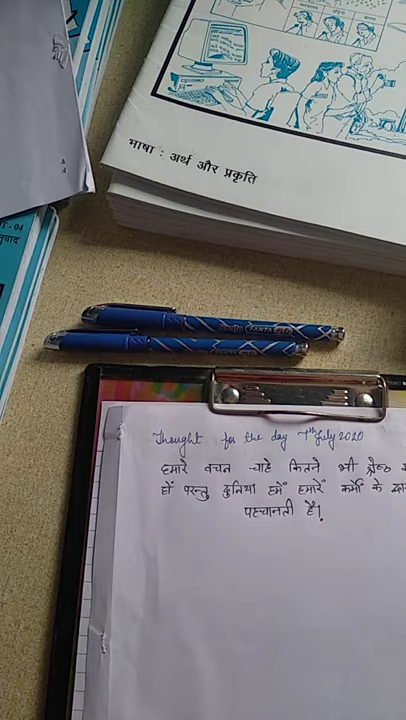 भाषा : अर्थ और प्रकृति
- 04
नुवाद
Thought for the day 7th July 2020
हमारे वचन चाहे कितने भी श्रेष्ठ
हों परन्तु दुनिया हमें हमारें कर्मों के
पहचानती हैं।